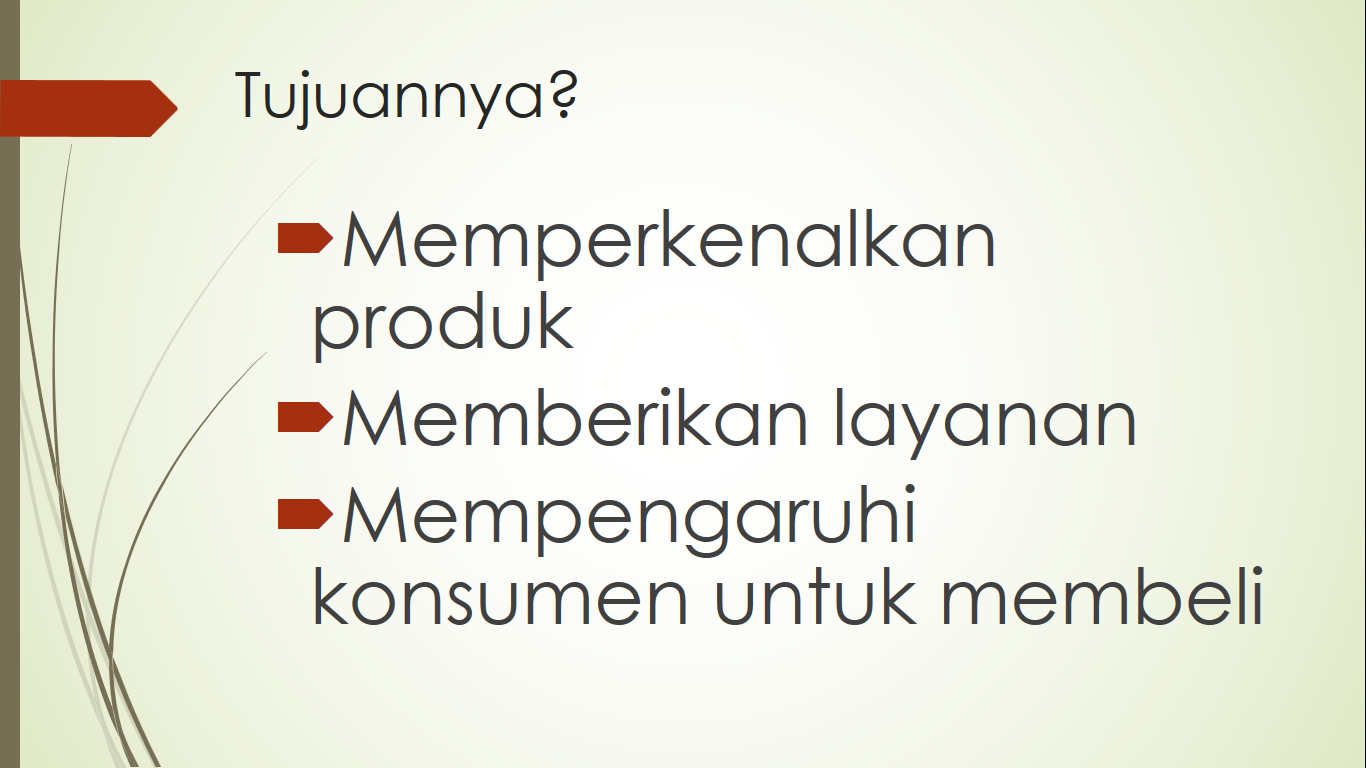 Tujuannya?
Memperkenalkan
produk
Memberikan layanan
Mempengaruhi
konsumen untuk membeli